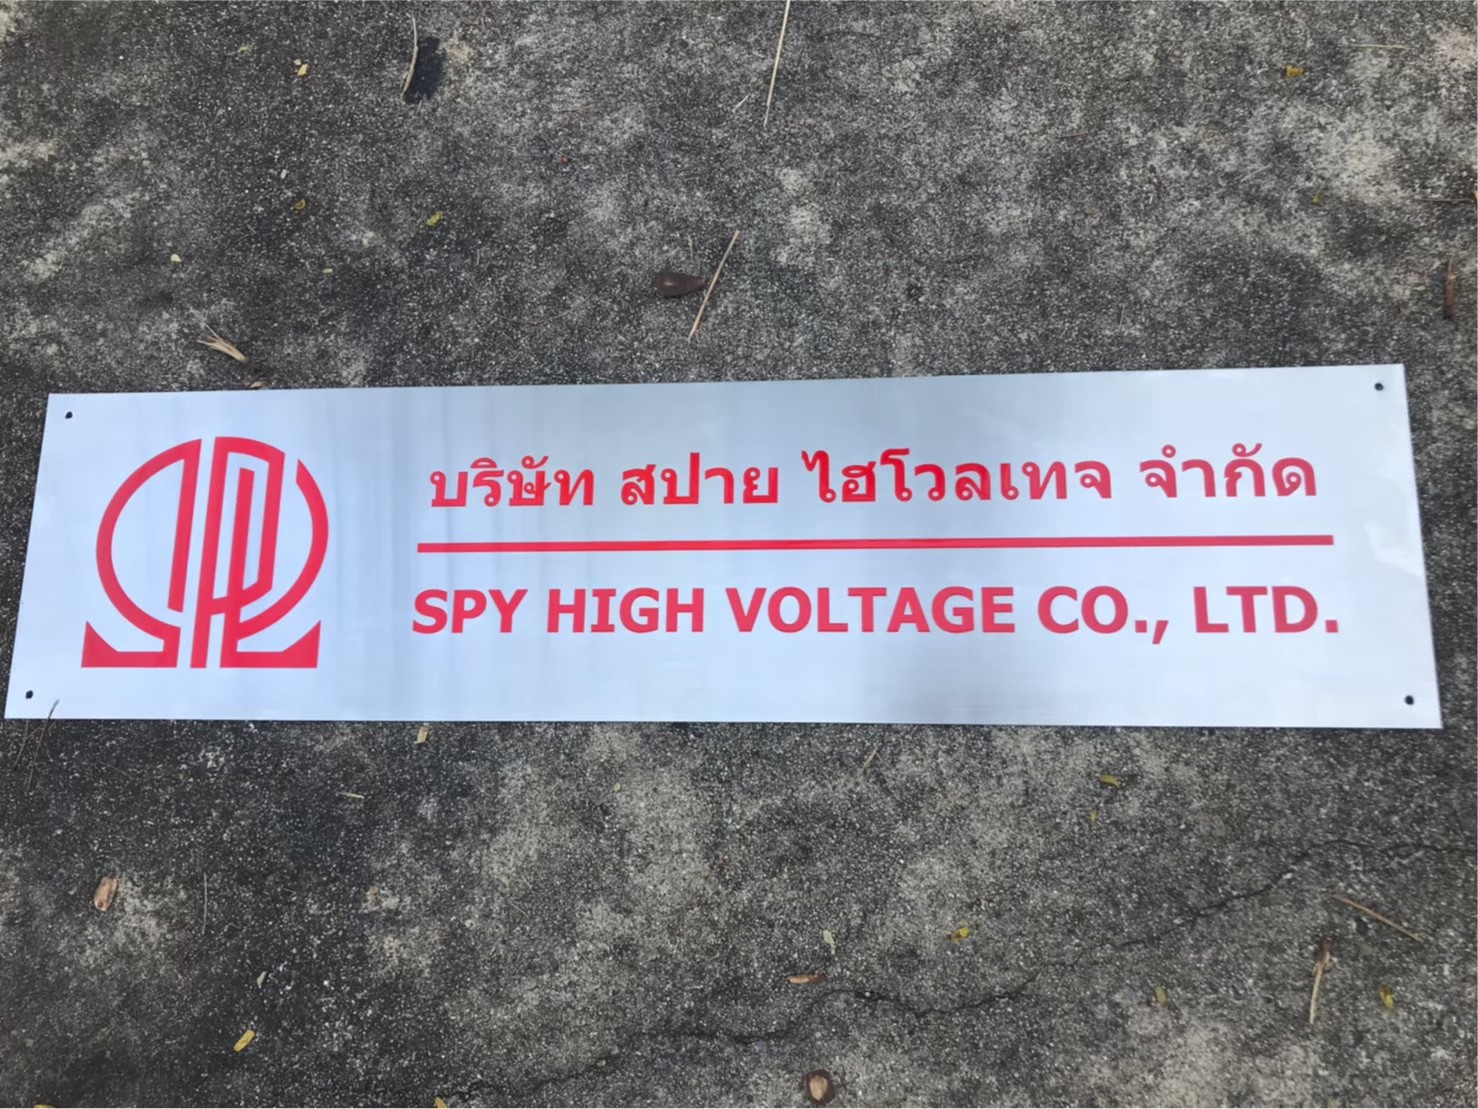 บริษัท สปาย ไฮโวลเทจ จำกัด
SPY HIGH VOLTAGE CO., LTD.